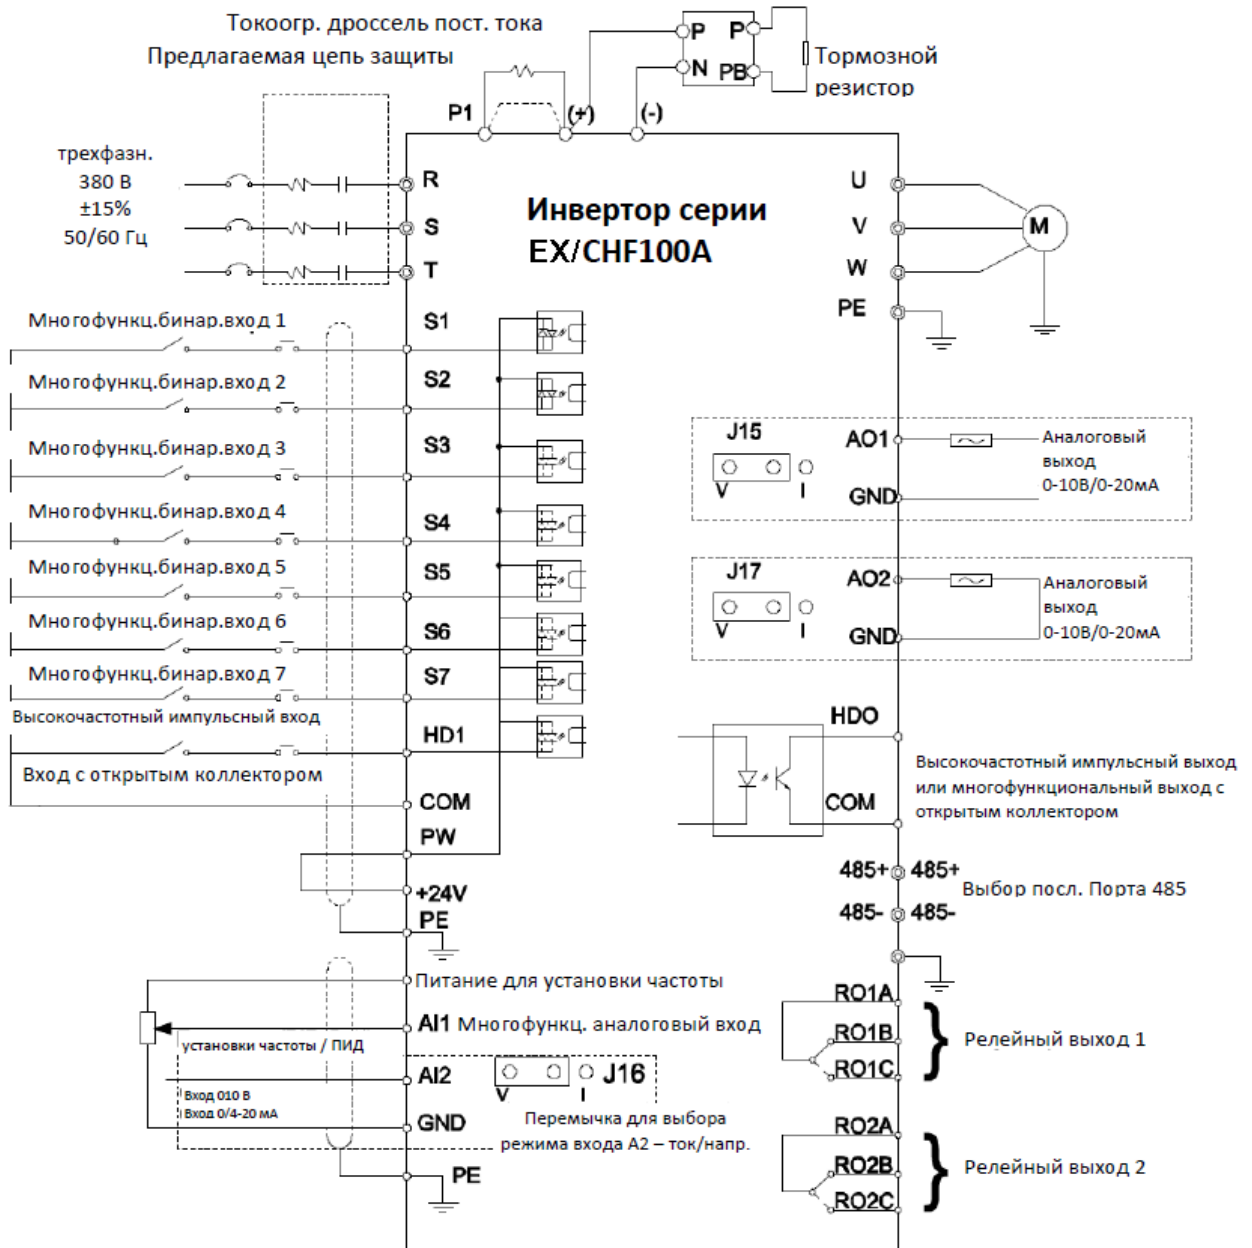 Токоогр. дроссель пост. тока
Предлагаемая цепь защиты
P P
N PB
Тормозной
резистор
P1 (+) (-)
трехфазн.
380 В
±15%
50/60 Гц
R
S
T
Инвертор серии
EX/CHF100A
U
V
W
PE
M
Многофункц.бинар.вход 1
S1
Многофункц.бинар.вход 2
S2
Многофункц.бинар.вход 3
S3
Многофункц.бинар.вход 4
S4
Многофункц.бинар.вход 5
S5
Многофункц.бинар.вход 6
S6
Многофункц.бинар.вход 7
S7
Высокочастотный импульсный вход
HD1
Вход с открытым коллектором
COM
PW
+24V
PE
J15
V I
AO1
GND
Аналоговый
выход
0-10В/0-20мА
J17
V I
AO2
GND
Аналоговый
выход
0-10В/0-20мА
HDO
COM
Высокочастотный импульсный выход
или многофункциональный выход с
открытым коллектором
485+ 485+
485- 485-
Выбор посл. Порта 485
Питание для установки частоты
AI1 Многофункц. аналоговый вход
установки частоты / ПИД
AI2
J16
V I
Вход 010 В
Вход 0/4-20 мА
GND
Перемычка для выбора
режима входа А2 – ток/напр.
PE
RO1A
RO1B
RO1C
Релейный выход 1
RO2A
RO2B
RO2C
Релейный выход 2